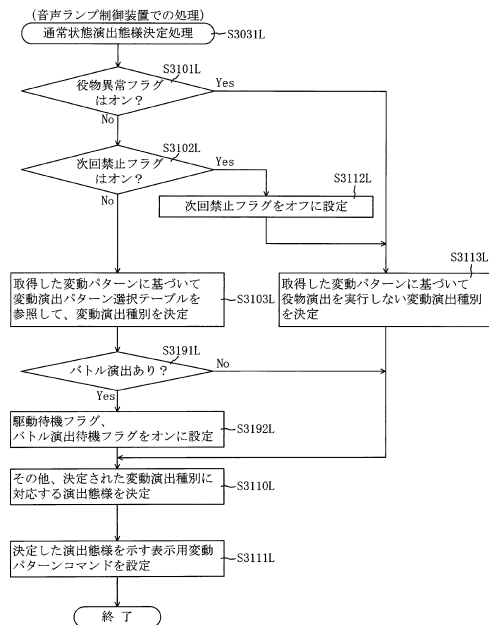 (音声ランプ制御装置での処理)
通常状態演出態様決定処理
S3031L
S3101L
役物異常フラグ
はオン?
Yes
No
S3102L
次回禁止フラグ
はオン?
Yes
No
S3112L
次回禁止フラグをオフに設定
S3113L
取得した変動パターンに基づいて
変動演出パターン選択テーブルを
参照して、変動演出種別を決定
S3103L
取得した変動パターンに基づいて
役物演出を実行しない変動演出種別
を決定
S3191L
バトル演出あり?
No
Yes
駆動待機フラグ、
バトル演出待機フラグをオンに設定
S3192L
その他、決定された変動演出種別に
対応する演出態様を決定
S3110L
決定した演出態様を示す表示用変動
パターンコマンドを設定
S3111L
終了